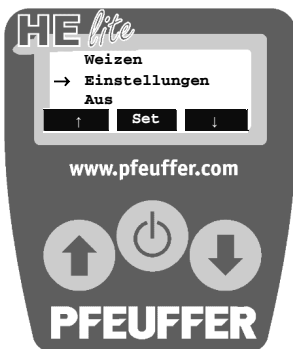 HE lite
Weizen
→ Einstellungen
Aus
↑ Set ↓
www.pfeuffer.com
PFEUFFER